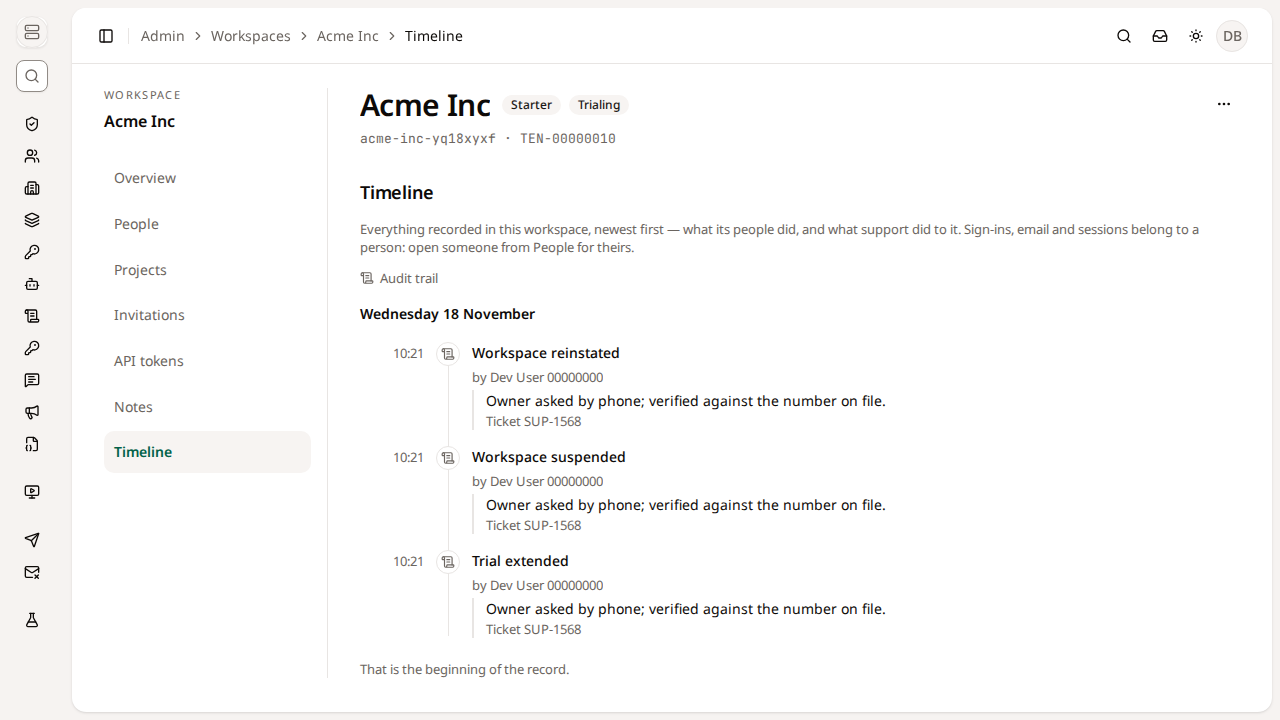 Admin > Workspaces > Acme Inc > Timeline
DB
WORKSPACE
Acme Inc
Overview
People
Projects
Invitations
API tokens
Notes
Timeline
Acme Inc Starter Trialing
acme-inc-yq18xyxf · TEN-00000010
Timeline
Everything recorded in this workspace, newest first — what its people did, and what support did to it. Sign-ins, email and sessions belong to a
person: open someone from People for theirs.
Audit trail
Wednesday 18 November
10:21 Workspace reinstated
by Dev User 00000000
Owner asked by phone; verified against the number on file.
Ticket SUP-1568
10:21 Workspace suspended
by Dev User 00000000
Owner asked by phone; verified against the number on file.
Ticket SUP-1568
10:21 Trial extended
by Dev User 00000000
Owner asked by phone; verified against the number on file.
Ticket SUP-1568
That is the beginning of the record.